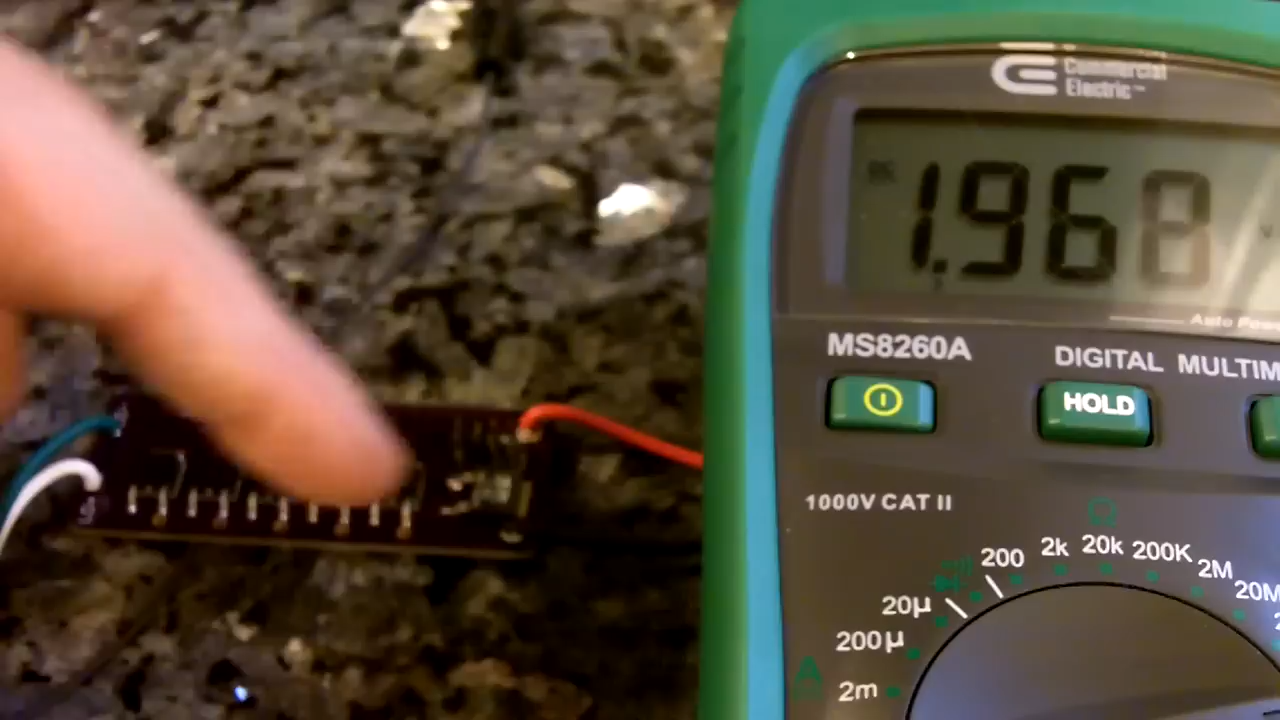 Commercial
Electric™
1.968
Auto Powe
MS8260A
DIGITAL MULTIM
HOLD
1000V CAT II
200
2k
20k
200K
2M
20M
20µ
200µ
2m
A
Ω